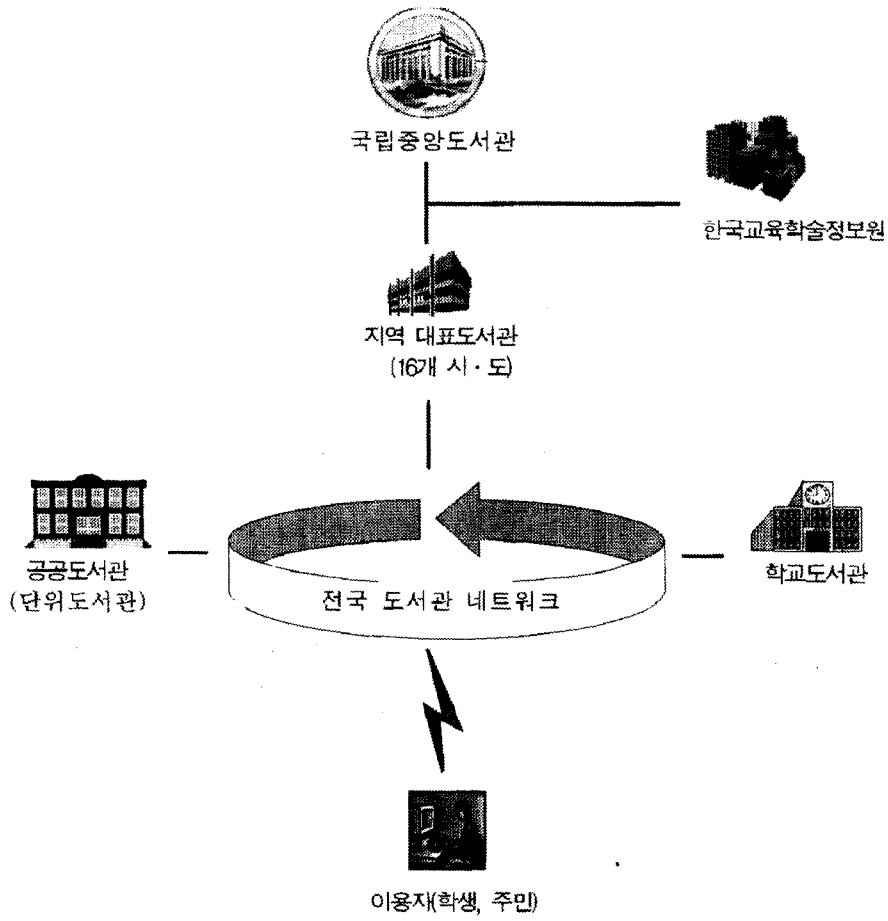 국립중앙도서관
한국교육학술정보원
지역 대표도서관
(16개 시·도)
공공도서관
(단위도서관)
전국 도서관 네트워크
학교도서관
이용자(학생, 주민)